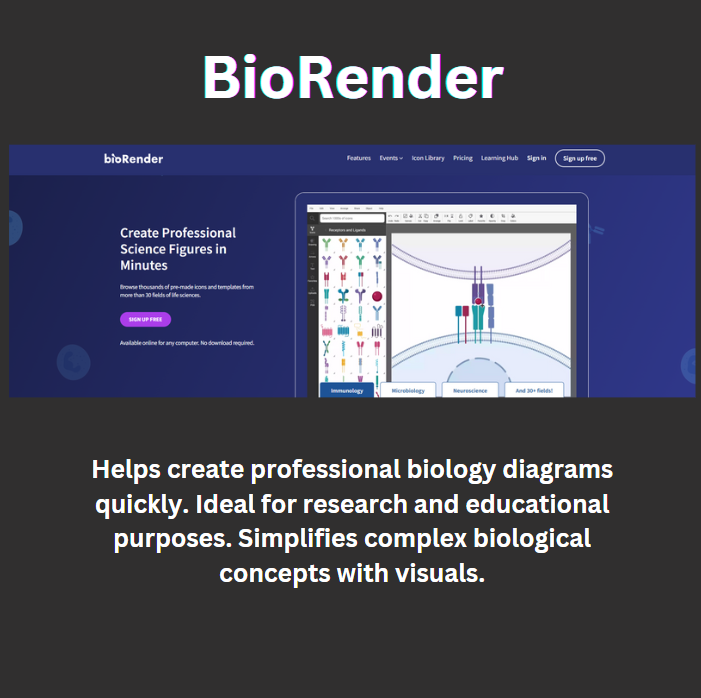 BioRender
bioRender
Features Events Icon Library Pricing Learning Hub Sign in Sign up free
Create Professional
Science Figures in
Minutes
Browse thousands of pre-made icons and templates from
more than 30 fields of life sciences.
SIGN UP FREE
Available online for any computer. No download required.
Receptors and Ligands
Immunology Microbiology Neuroscience And 30+ fields!
Helps create professional biology diagrams
quickly. Ideal for research and educational
purposes. Simplifies complex biological
concepts with visuals.